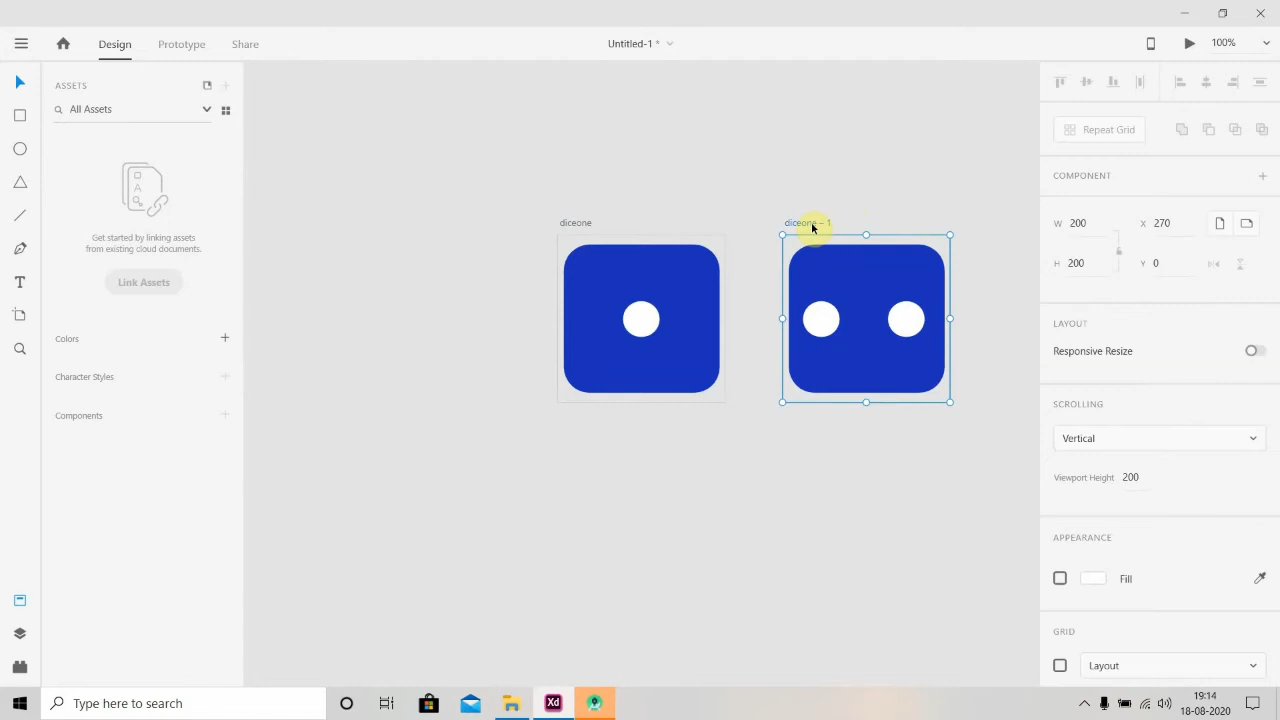 Design
Prototype
Share
Untitled-1 *
100%
ASSETS
All Assets
Get started by linking assets
from existing cloud documents.
Link Assets
Colors
Character Styles
Components
diceone
diceone – 1
Repeat Grid
COMPONENT
W 200
X 270
H 200
Y 0
LAYOUT
Responsive Resize
SCROLLING
Vertical
Viewport Height 200
APPEARANCE
Fill
GRID
Layout
Type here to search
Xd
19:14
18-08-2020